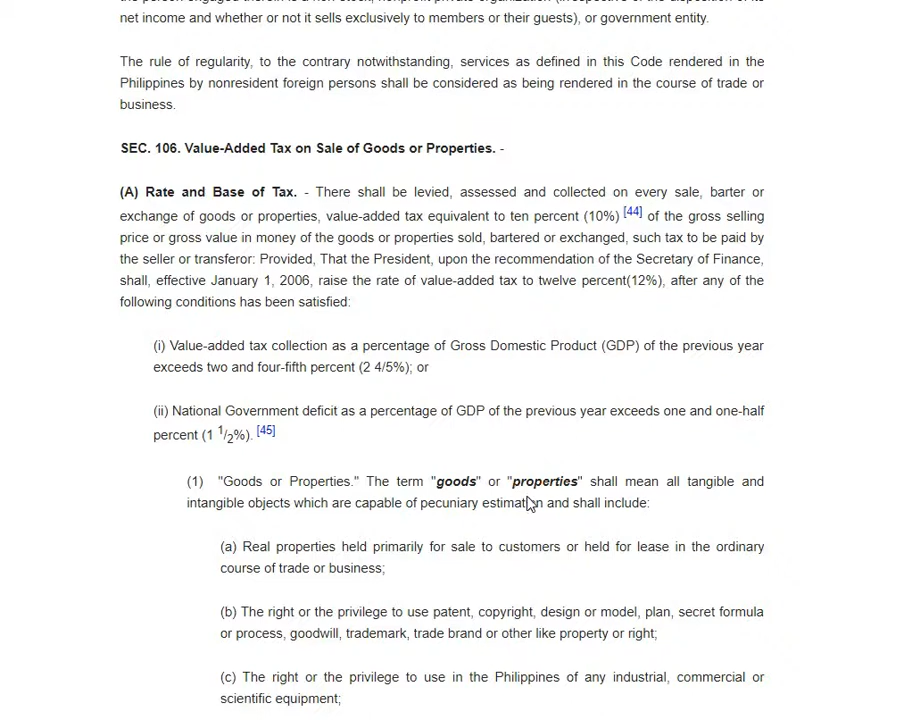 net income and whether or not it sells exclusively to members or their guests), or government entity.
The rule of regularity, to the contrary notwithstanding, services as defined in this Code rendered in the
Philippines by nonresident foreign persons shall be considered as being rendered in the course of trade or
business.
SEC. 106. Value-Added Tax on Sale of Goods or Properties. -
(A) Rate and Base of Tax. - There shall be levied, assessed and collected on every sale, barter or
exchange of goods or properties, value-added tax equivalent to ten percent (10%) [44] of the gross selling
price or gross value in money of the goods or properties sold, bartered or exchanged, such tax to be paid by
the seller or transferor: Provided, That the President, upon the recommendation of the Secretary of Finance,
shall, effective January 1, 2006, raise the rate of value-added tax to twelve percent(12%), after any of the
following conditions has been satisfied:
(i) Value-added tax collection as a percentage of Gross Domestic Product (GDP) of the previous year
exceeds two and four-fifth percent (2 4/5%); or
(ii) National Government deficit as a percentage of GDP of the previous year exceeds one and one-half
percent (1 1/2%). [45]
(1) "Goods or Properties." The term "goods" or "properties" shall mean all tangible and
intangible objects which are capable of pecuniary estimation and shall include:
(a) Real properties held primarily for sale to customers or held for lease in the ordinary
course of trade or business;
(b) The right or the privilege to use patent, copyright, design or model, plan, secret formula
or process, goodwill, trademark, trade brand or other like property or right;
(c) The right or the privilege to use in the Philippines of any industrial, commercial or
scientific equipment;